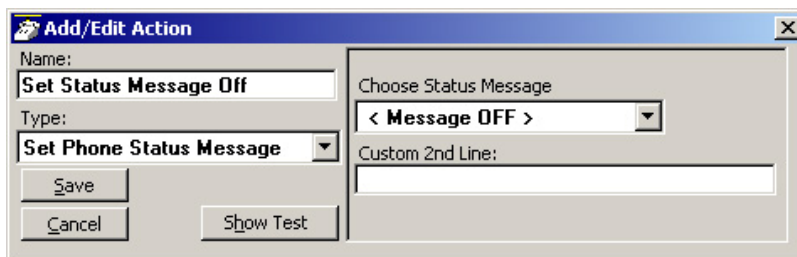 Add/Edit Action
Name:
Set Status Message Off
Type:
Set Phone Status Message
Save
Cancel
Show Test
Choose Status Message
< Message OFF >
Custom 2nd Line: